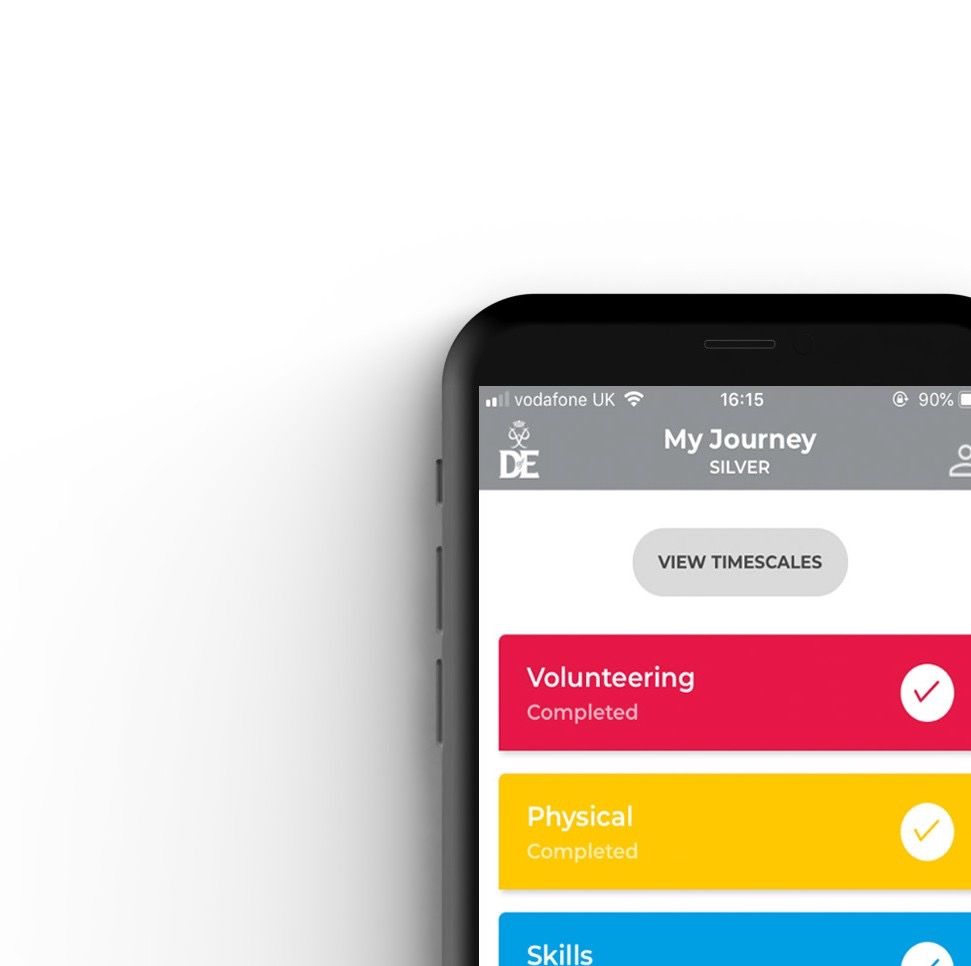 vodafone UK 16:15 90%
DE
My Journey
SILVER
VIEW TIMESCALES
Volunteering
Completed
Physical
Completed
Skills